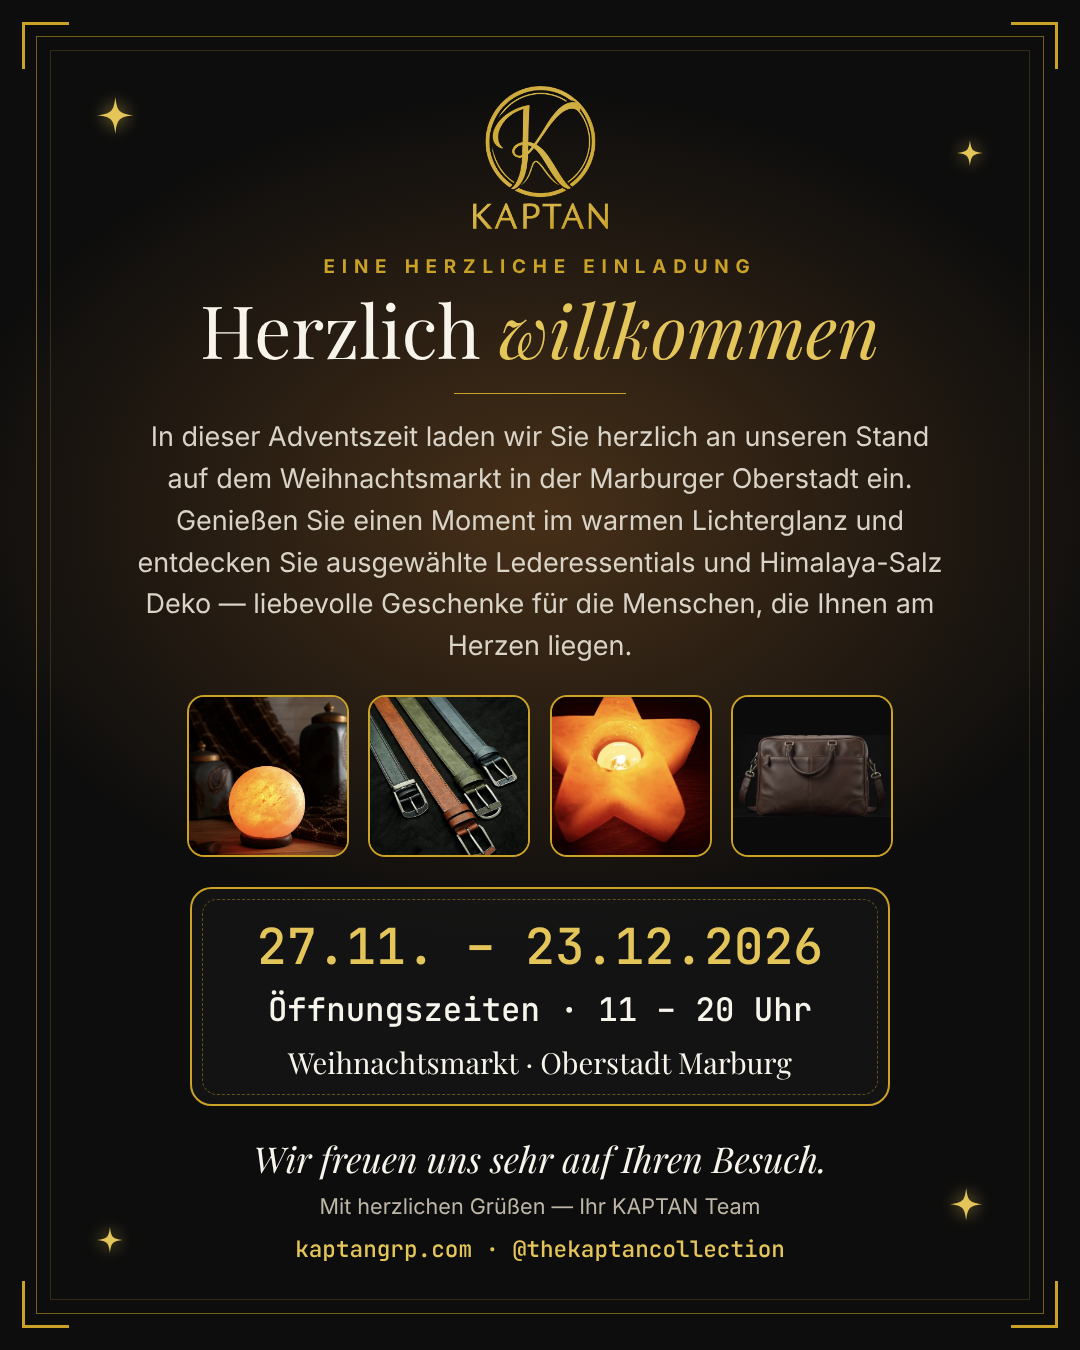 K
KAPTAN
EINE HERZLICHE EINLADUNG
Herzlich willkommen
In dieser Adventszeit laden wir Sie herzlich an unseren Stand
auf dem Weihnachtsmarkt in der Marburger Oberstadt ein.
Genießen Sie einen Moment im warmen Lichterglanz und
entdecken Sie ausgewählte Lederessentials und Himalaya-Salz
Deko — liebevolle Geschenke für die Menschen, die Ihnen am
Herzen liegen.
27.11. – 23.12.2026
Öffnungszeiten · 11 – 20 Uhr
Weihnachtsmarkt · Oberstadt Marburg
Wir freuen uns sehr auf Ihren Besuch.
Mit herzlichen Grüßen — Ihr KAPTAN Team
kaptangrp.com · @thekaptancollection